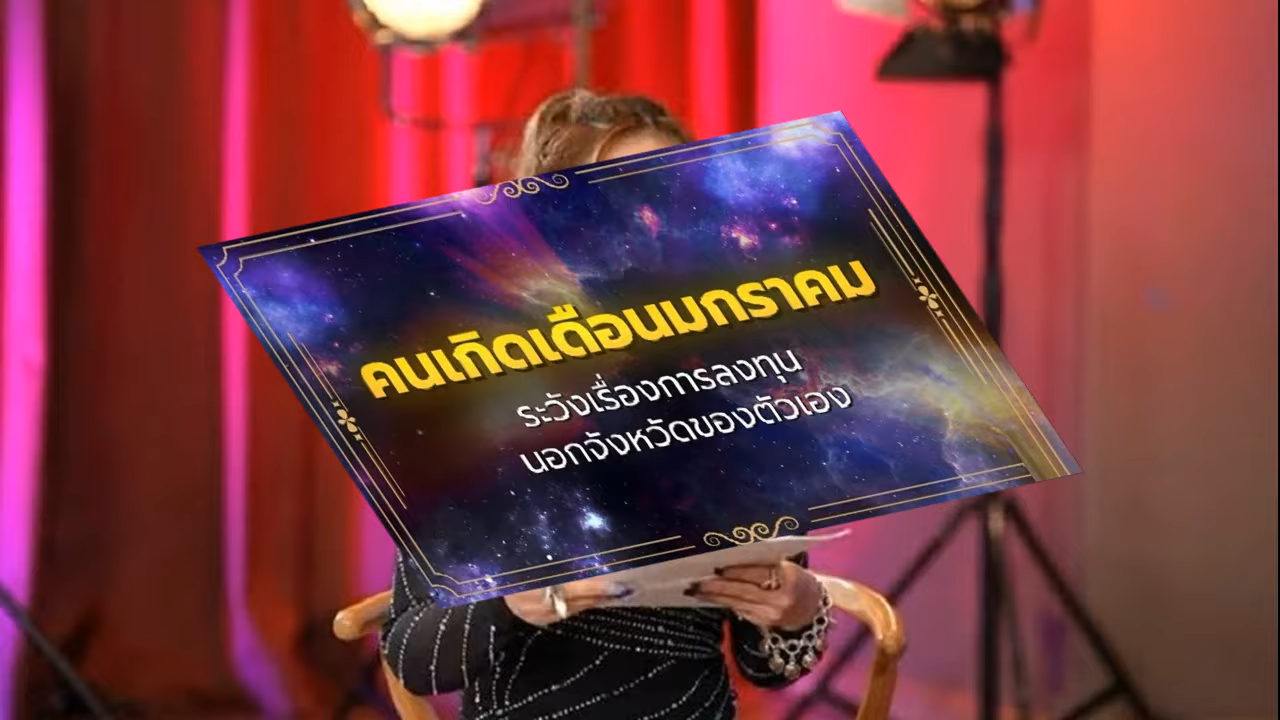 คนเกิดเดือนมกราคม
ระวังเรื่องการลงทุน
นอกจังหวัดของตัวเอง